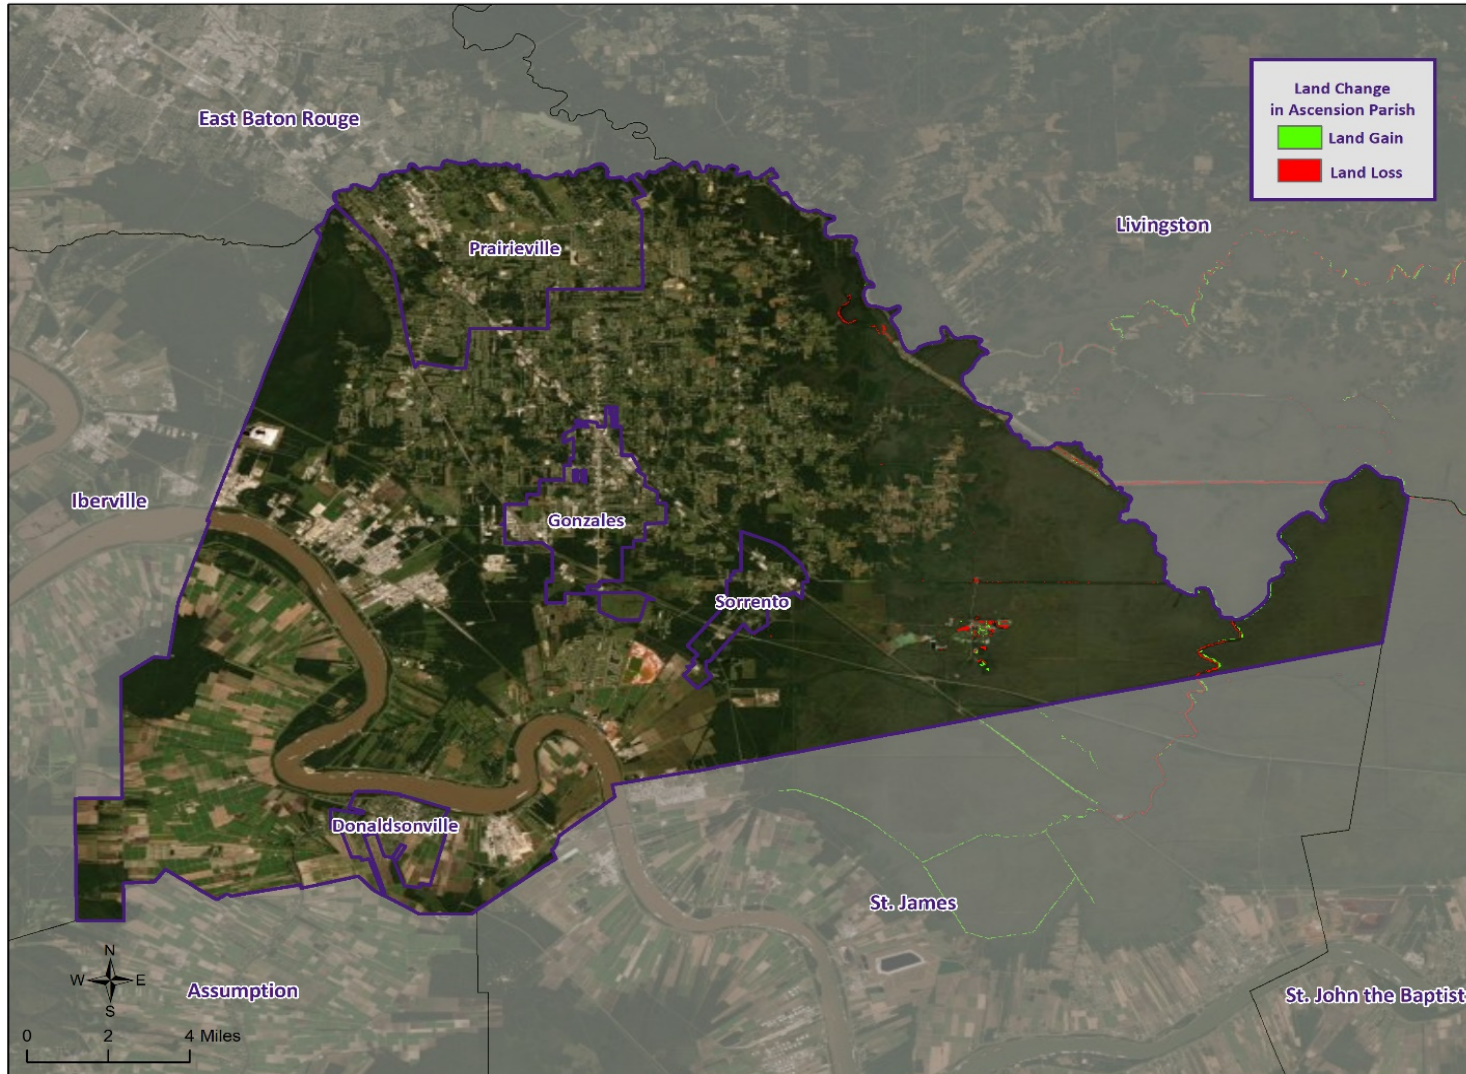 East Baton Rouge
Land Change
in Ascension Parish
Land Gain
Land Loss
Livingston
Prairieville
Iberville
Gonzales
Sorrento
Donaldsonville
St. James
Assumption
St. John the Baptist
N
W E
S
0 2 4 Miles